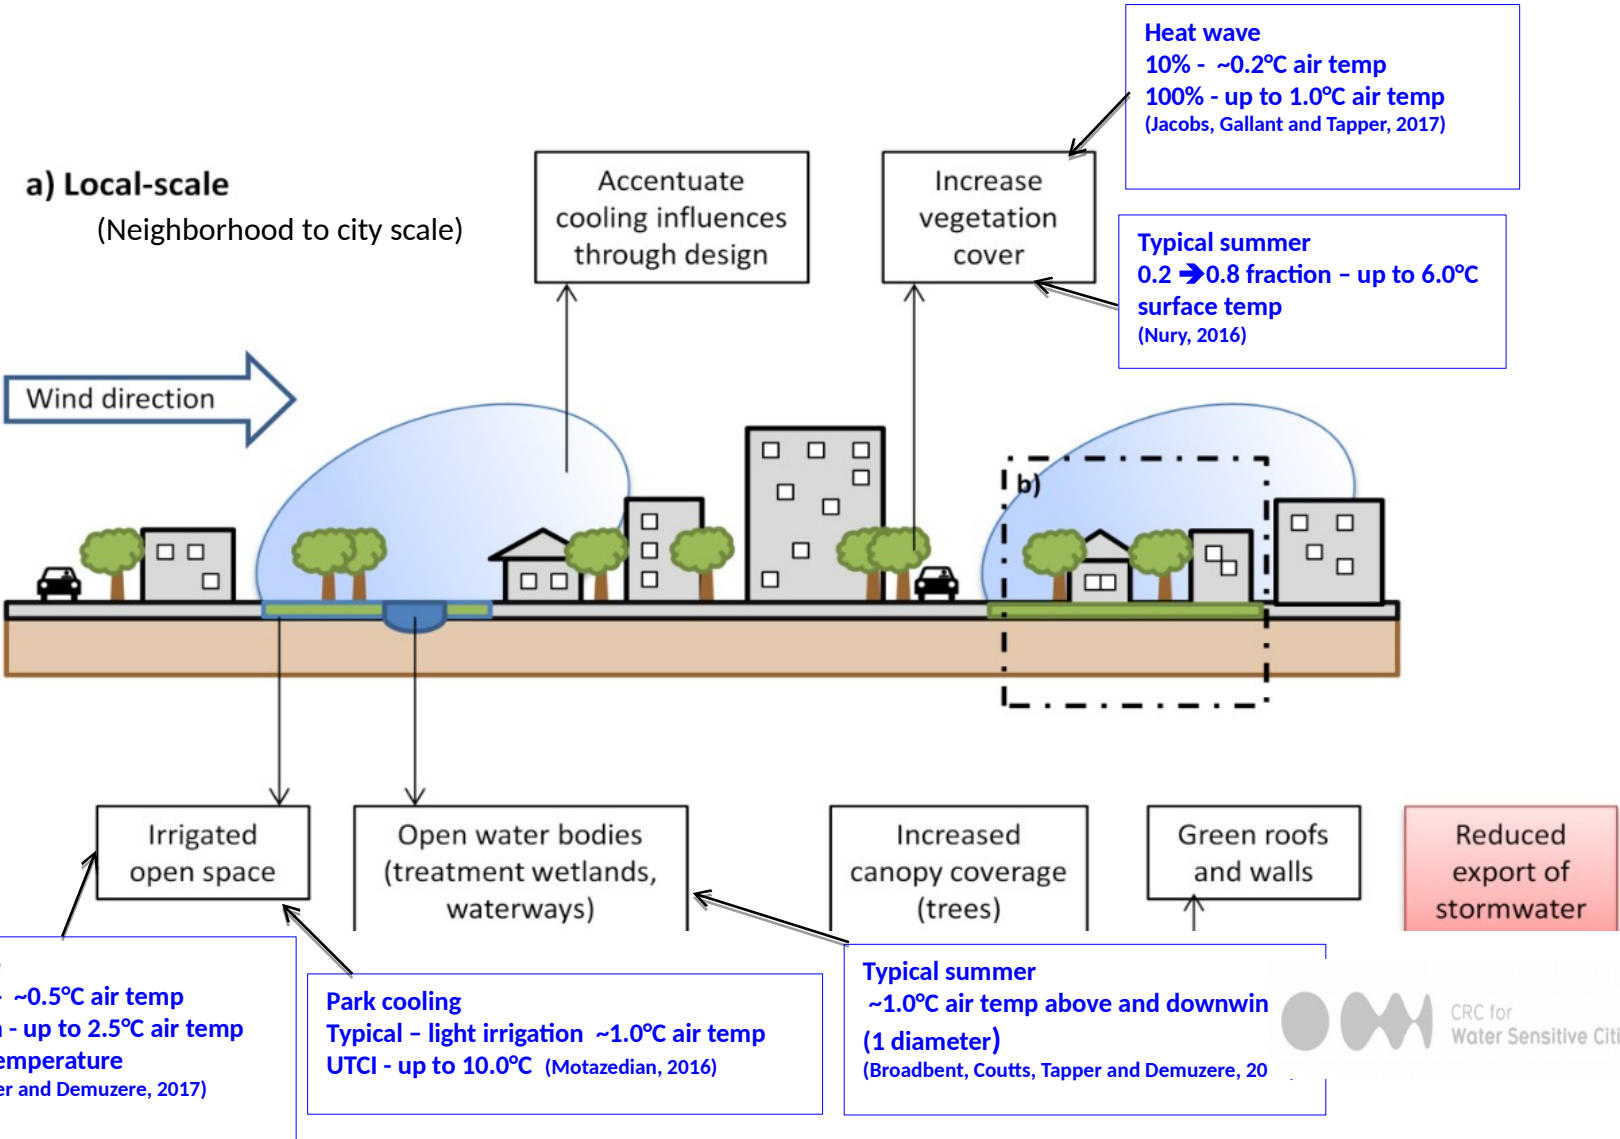 Heat wave
10% - ~0.2°C air temp
100% - up to 1.0°C air temp
(Jacobs, Gallant and Tapper, 2017)
a) Local-scale
(Neighborhood to city scale)
Accentuate
cooling influences
through design
Increase
vegetation
cover
Typical summer
0.2 ➔0.8 fraction – up to 6.0°C
surface temp
(Nury, 2016)
Wind direction
b)
Irrigated
open space
Open water bodies
(treatment wetlands,
waterways)
Increased
canopy coverage
(trees)
Green roofs
and walls
Reduced
export of
stormwater
- ~0.5°C air temp
- up to 2.5°C air temp
emperature
er and Demuzere, 2017)
Park cooling
Typical – light irrigation ~1.0°C air temp
UTCI - up to 10.0°C (Motazedian, 2016)
Typical summer
~1.0°C air temp above and downwin
(1 diameter)
(Broadbent, Coutts, Tapper and Demuzere, 20
CRC for
Water Sensitive Citi